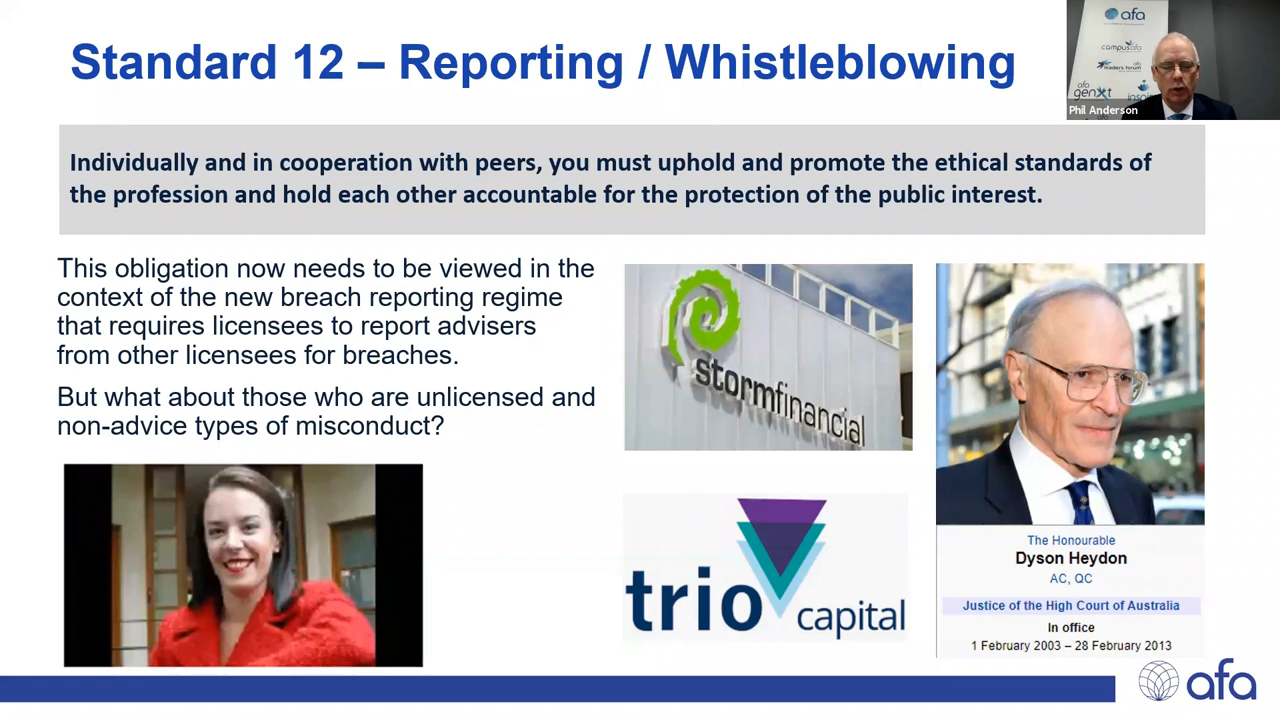 Standard 12 – Reporting / Whistleblowing
afa
campusafa
afa
leaders forum
afa
genxt
inspi
Phil Anderson
Individually and in cooperation with peers, you must uphold and promote the ethical standards of
the profession and hold each other accountable for the protection of the public interest.
This obligation now needs to be viewed in the
context of the new breach reporting regime
that requires licensees to report advisers
from other licensees for breaches.
But what about those who are unlicensed and
non-advice types of misconduct?
stormfinancial
trio capital
The Honourable
Dyson Heydon
AC, QC
Justice of the High Court of Australia
In office
1 February 2003 – 28 February 2013
afa